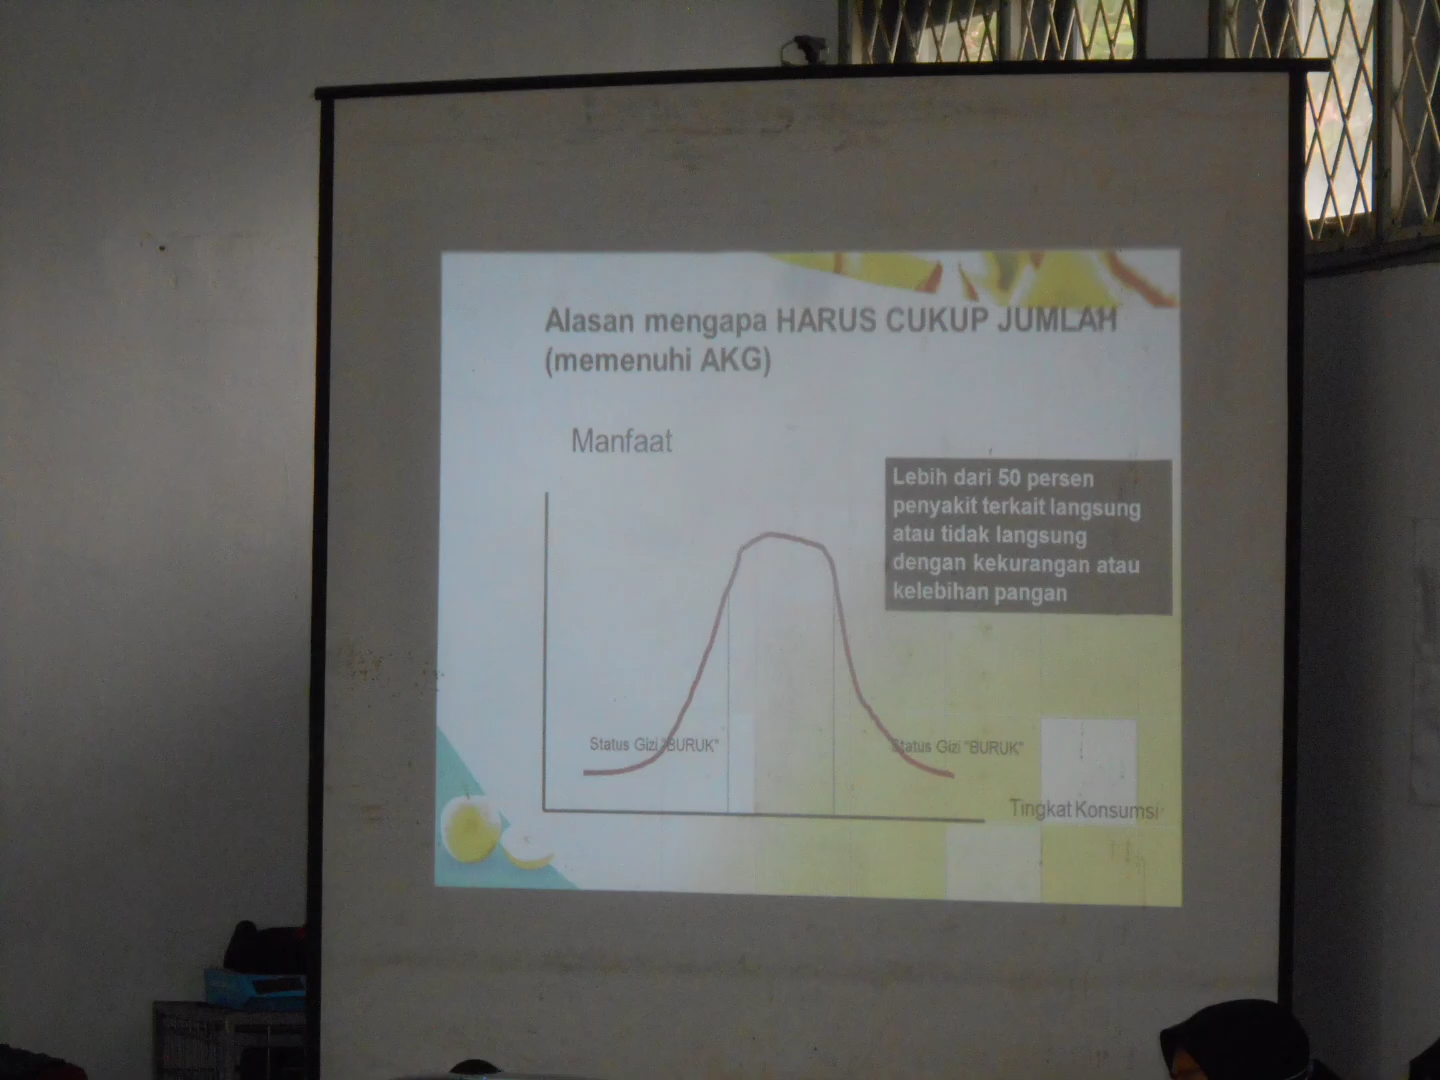 Alasan mengapa HARUS CUKUP JUMLAH
(memenuhi AKG)
Manfaat
Lebih dari 50 persen
penyakit terkait langsung
atau tidak langsung
dengan kekurangan atau
kelebihan pangan
Status Gizi "BURUK"
Status Gizi "BURUK"
Tingkat Konsumsi